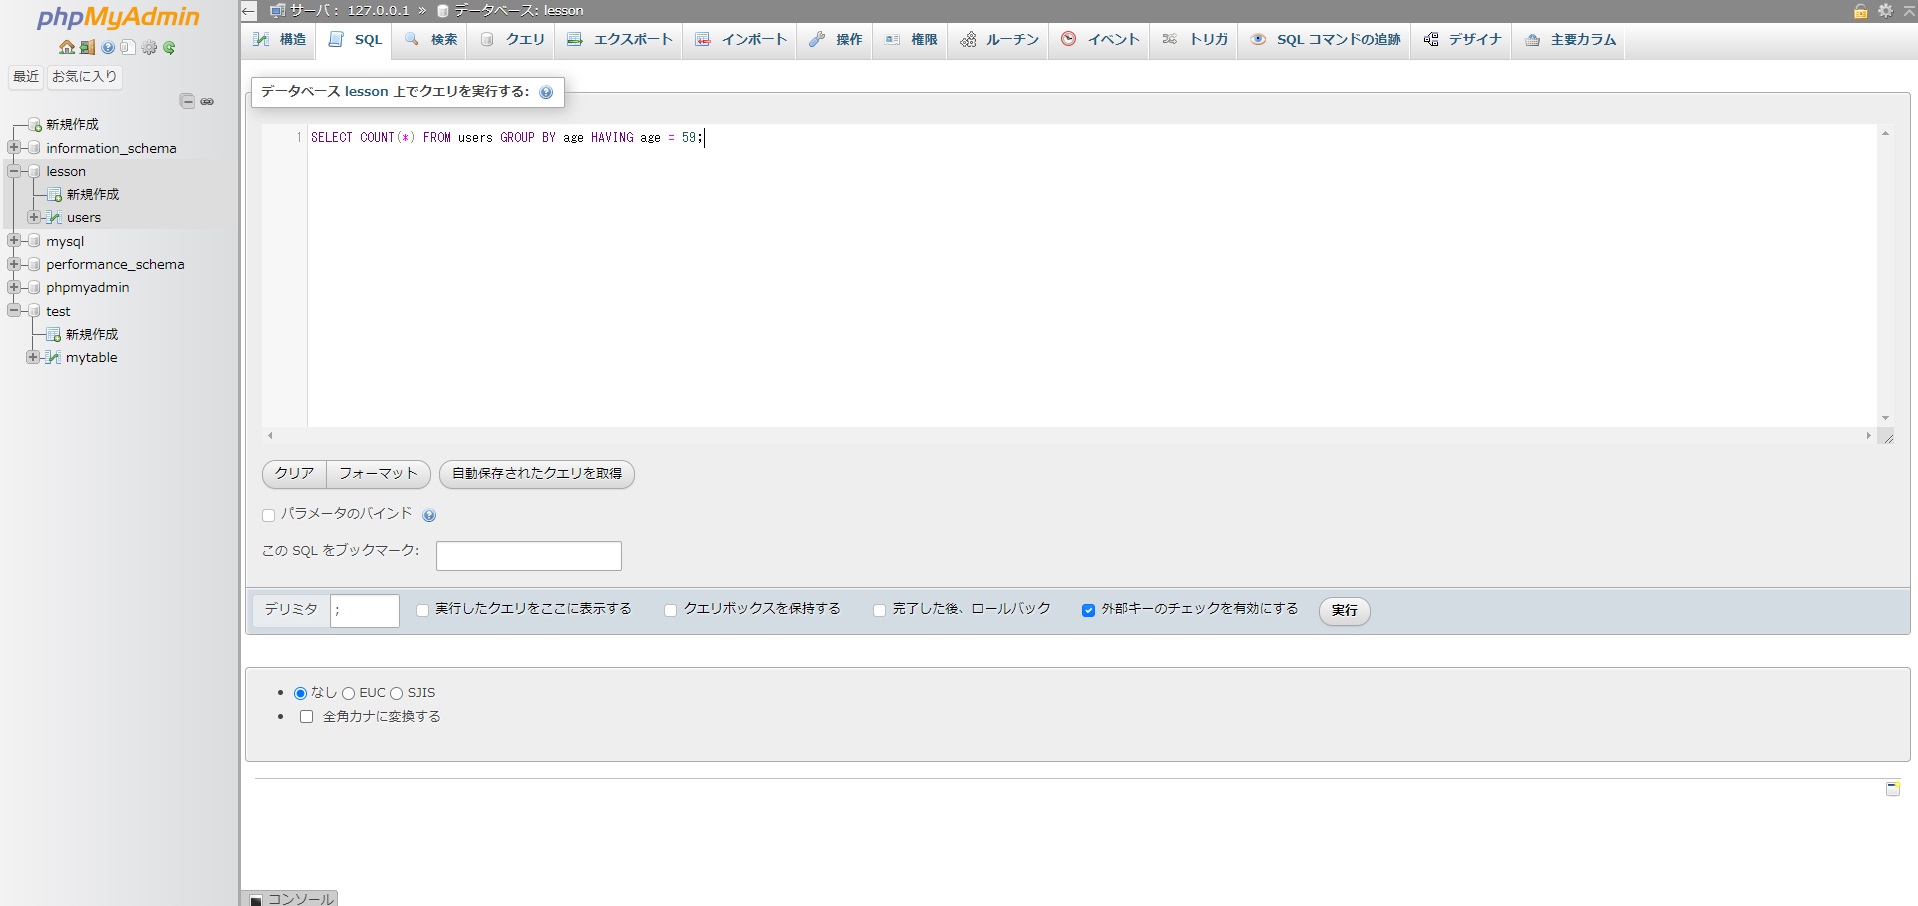 phpMyAdmin
最近 お気に入り
新規作成
information_schema
lesson
新規作成
users
mysql
performance_schema
phpmyadmin
test
新規作成
mytable
サーバ: 127.0.0.1 » データベース: lesson
構造 SQL 検索 クエリ エクスポート インポート 操作 権限 ルーチン イベント トリガ SQL コマンドの追跡 デザイナ 主要カラム
データベース lesson 上でクエリを実行する:
1 SELECT COUNT(*) FROM users GROUP BY age HAVING age = 59;
クリア フォーマット 自動保存されたクエリを取得
パラメータのバインド
この SQL をブックマーク:
デリミタ ; 実行したクエリをここに表示する クエリボックスを保持する 完了した後、ロールバック 外部キーのチェックを有効にする 実行
なし EUC SJIS
全角カナに変換する
コンソール